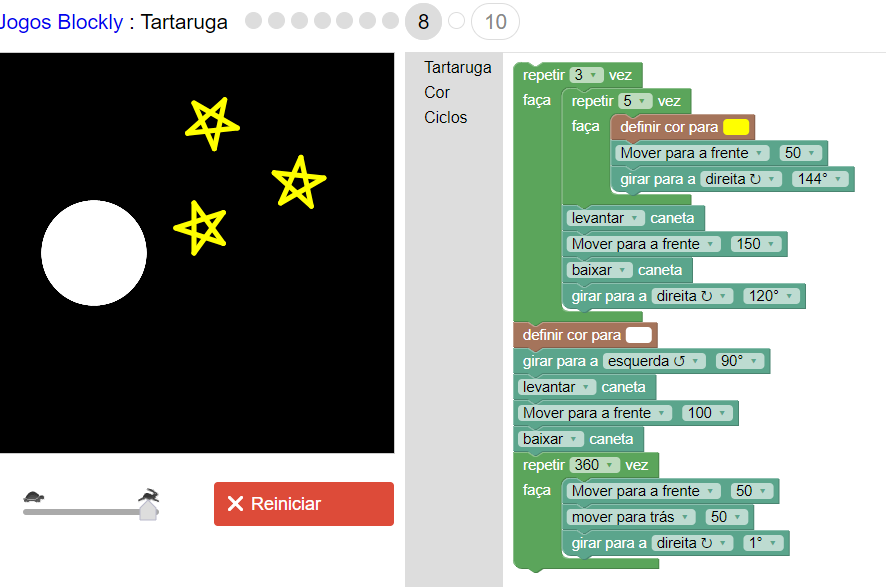 Jogos Blockly : Tartaruga 8 10
Tartaruga
Cor
Ciclos
repetir 3 vez
faça repetir 5 vez
faça definir cor para
Mover para a frente 50
girar para a direita ↻ 144°
levantar caneta
Mover para a frente 150
baixar caneta
girar para a direita ↻ 120°
definir cor para
girar para a esquerda ↺ 90°
levantar caneta
Mover para a frente 100
baixar caneta
repetir 360 vez
faça Mover para a frente 50
mover para trás 50
girar para a direita ↻ 1°
Reiniciar